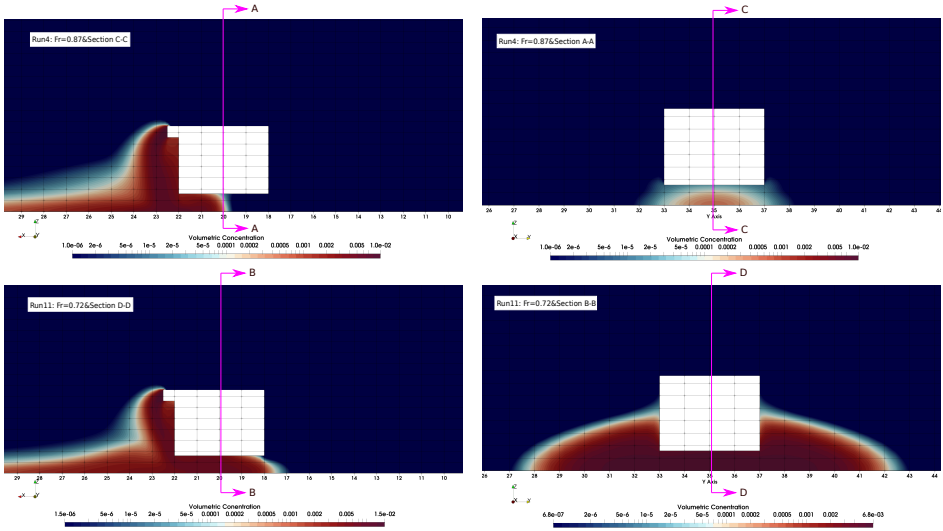 A
Run4: Fr=0.87&Section C-C
29 28 27 26 25 24 23 22 21 20 19 18 17 16 15 14 13 12 11 10
A
Z
X Y
Volumetric Concentration
1.0e-06 2e-6 5e-6 1e-5 2e-5 5e-5 0.0001 0.0002 0.0005 0.001 0.002 0.005 1.0e-02
C
Run4: Fr=0.87&Section A-A
26 27 28 29 30 31 32 33 34 35 36 37 38 39 40 41 42 43 44
Y Axis
C
Z
X Y
Volumetric Concentration
1.0e-06 2e-6 5e-6 1e-5 2e-5 5e-5 0.0001 0.0002 0.0005 0.001 0.002 0.005 1.0e-02
B
Run11: Fr=0.72&Section D-D
29 28 27 26 25 24 23 22 21 20 19 18 17 16 15 14 13 12 11 10
B
Z
X Y
Volumetric Concentration
1.5e-06 5e-6 1e-5 2e-5 5e-5 0.0001 0.0002 0.0005 0.001 0.002 0.005 1.5e-02
D
Run11: Fr=0.72&Section B-B
26 27 28 29 30 31 32 33 34 35 36 37 38 39 40 41 42 43 44
Y Axis
D
Z
X Y
Volumetric Concentration
6.8e-07 2e-6 5e-6 1e-5 2e-5 5e-5 0.0001 0.0002 0.0005 0.001 0.002 6.8e-03